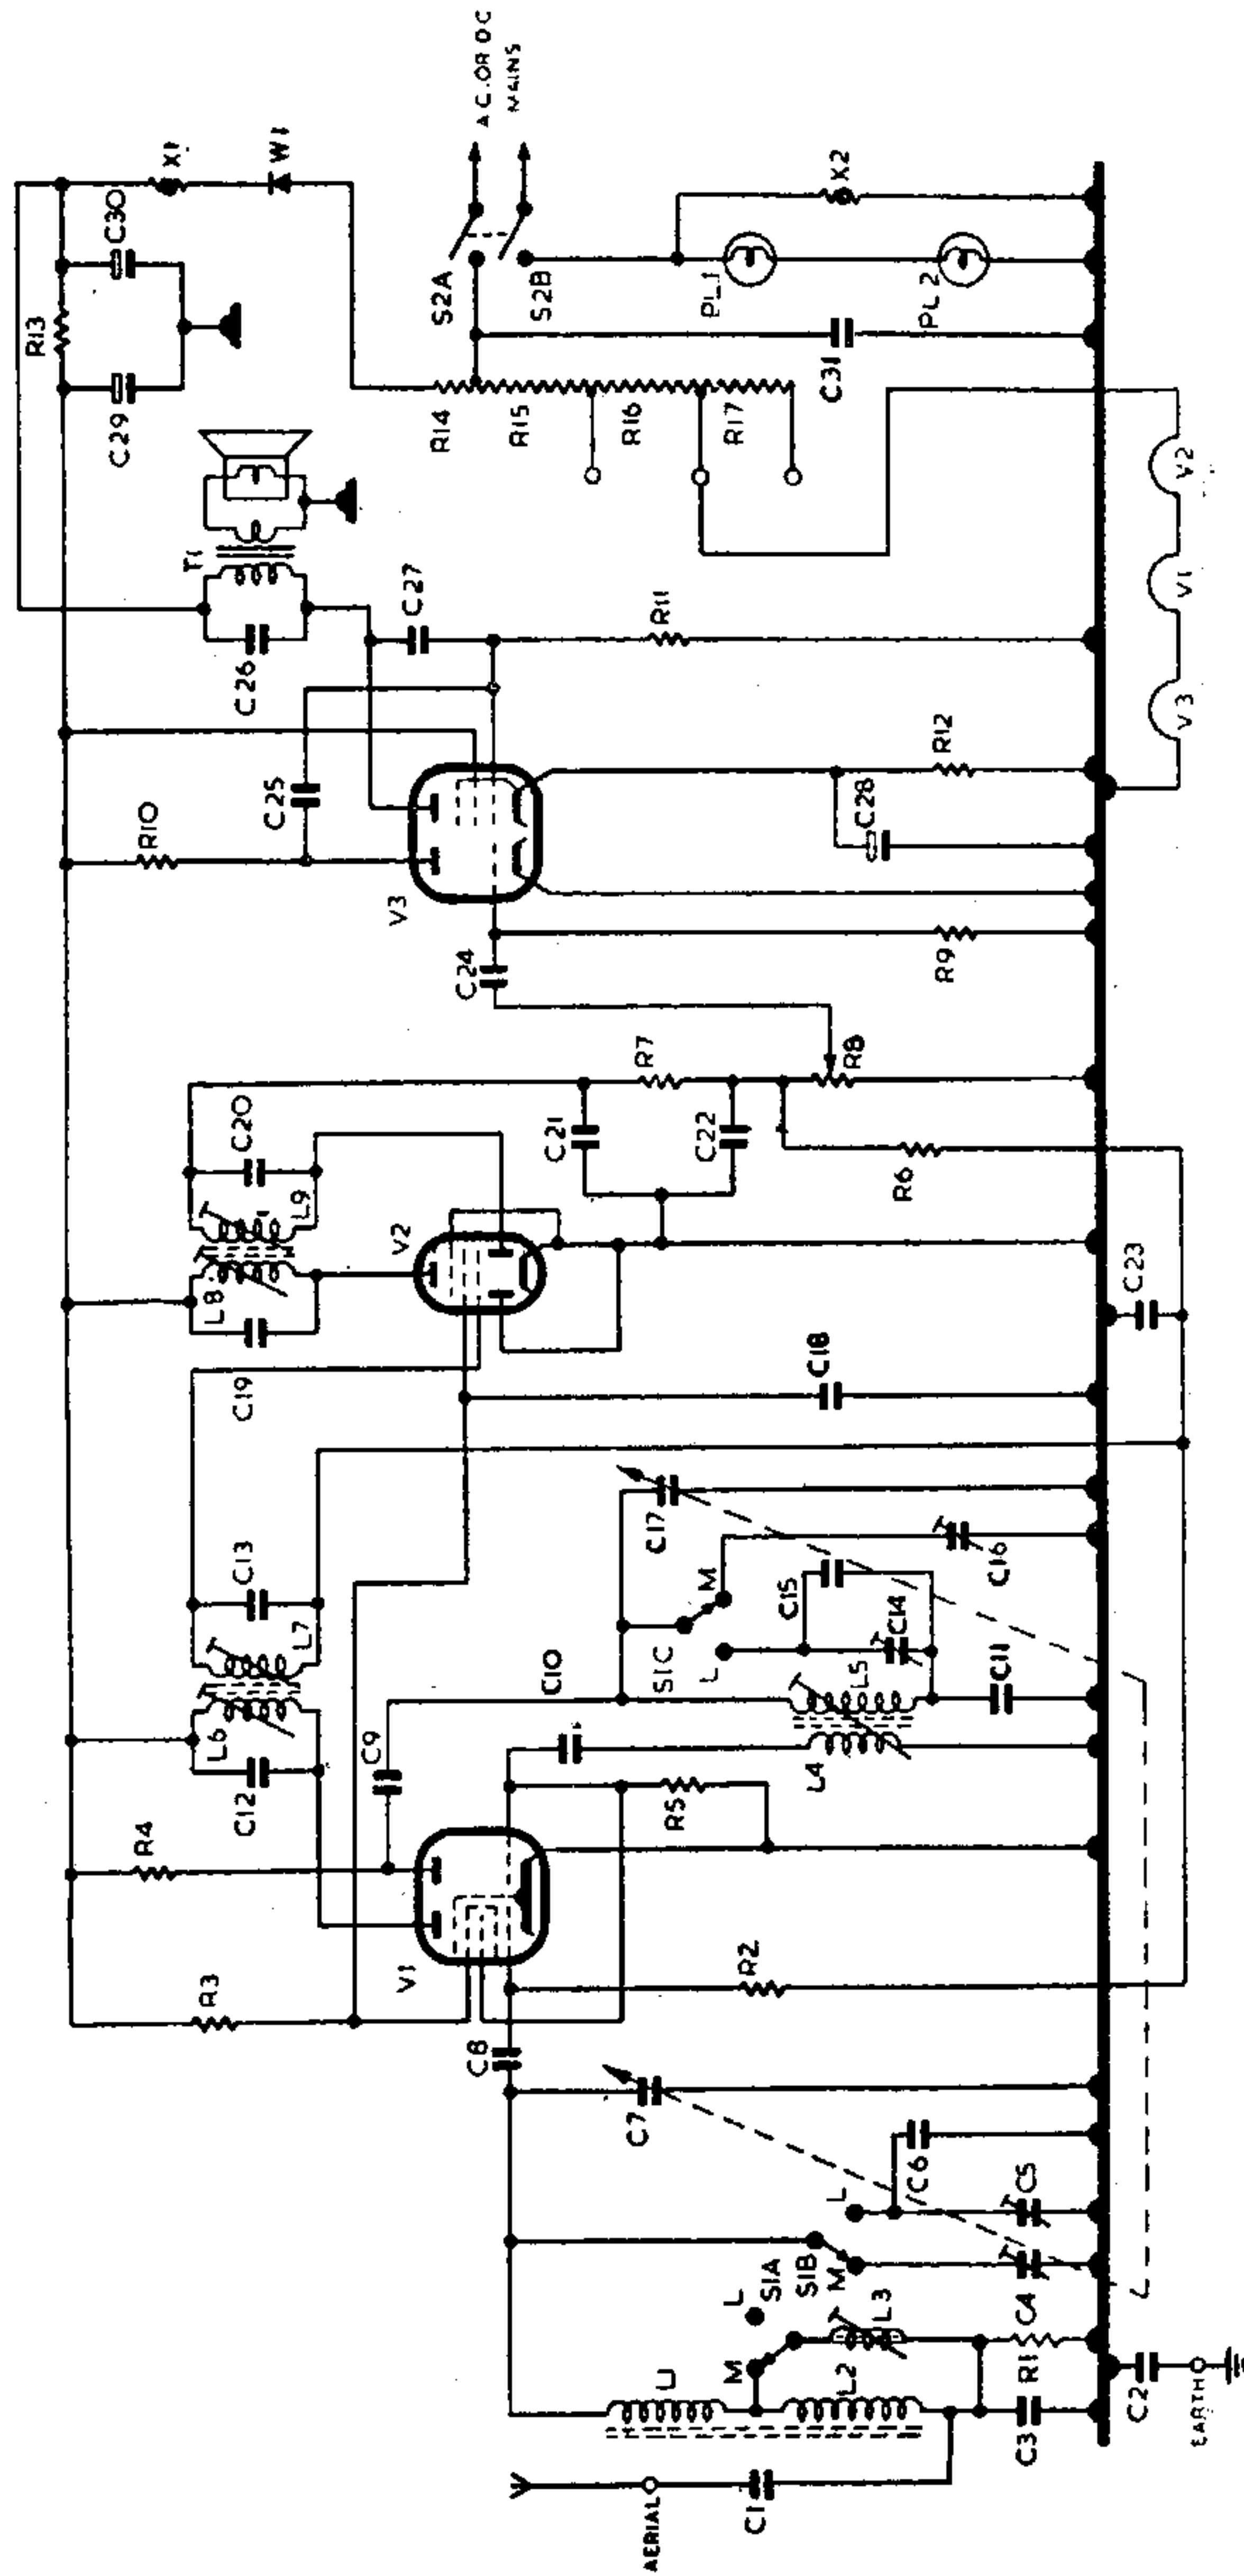 R3
R4
R10
R13
C29
C30
X1
W1
C12
L6
L7
C13
C19
L8
L9
C20
C25
C26
T1
C27
V1
C9
V2
V3
R14
R15
R16
R17
S2A
S2B
A.C. OR D.C
MAINS
C8
C10
C24
C21
R7
C22
AERIAL
C1
L1
C7
R2
R5
S1C
L
M
C17
R11
M
L
S1A
S1B
M
L
L2
L3
L4
L5
C14
C15
C18
R8
C28
PL1
X2
C31
C6
C11
C16
R6
R9
R12
PL2
C3
R1
C4
C5
C2
EARTH
C23
V3
V1
V2